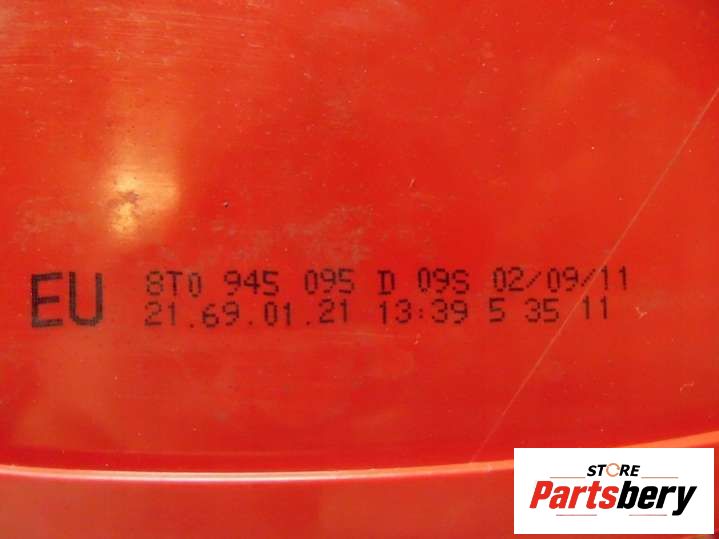 EU 8T0 945 095 D 09S 02/09/11
21.69.01.21 13:39 5 35 11
STORE
Partsbery